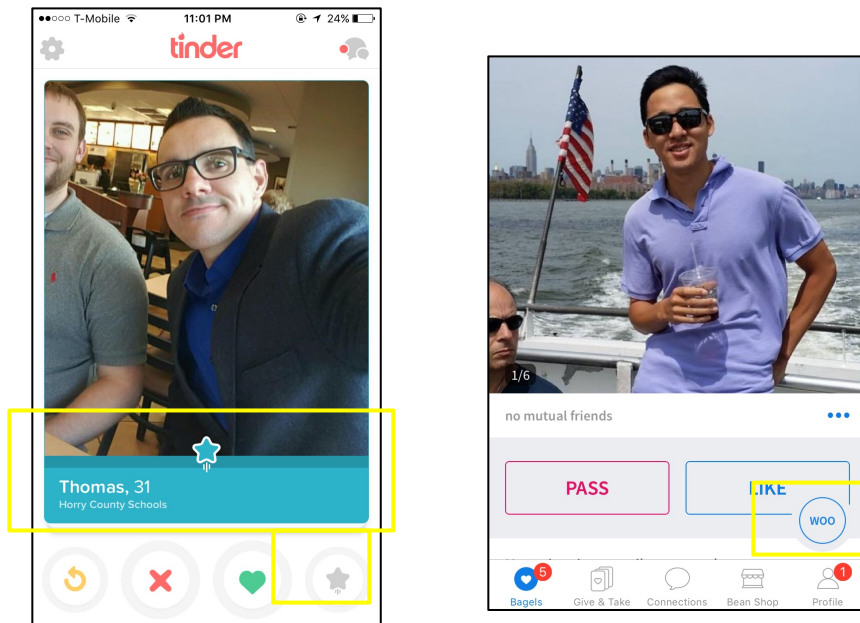 T-Mobile 11:01 PM 24%
tinder
Thomas, 31
Horry County Schools
1/6
no mutual friends
PASS LIKE
WOO
5 1
Bagels Give & Take Connections Bean Shop Profile